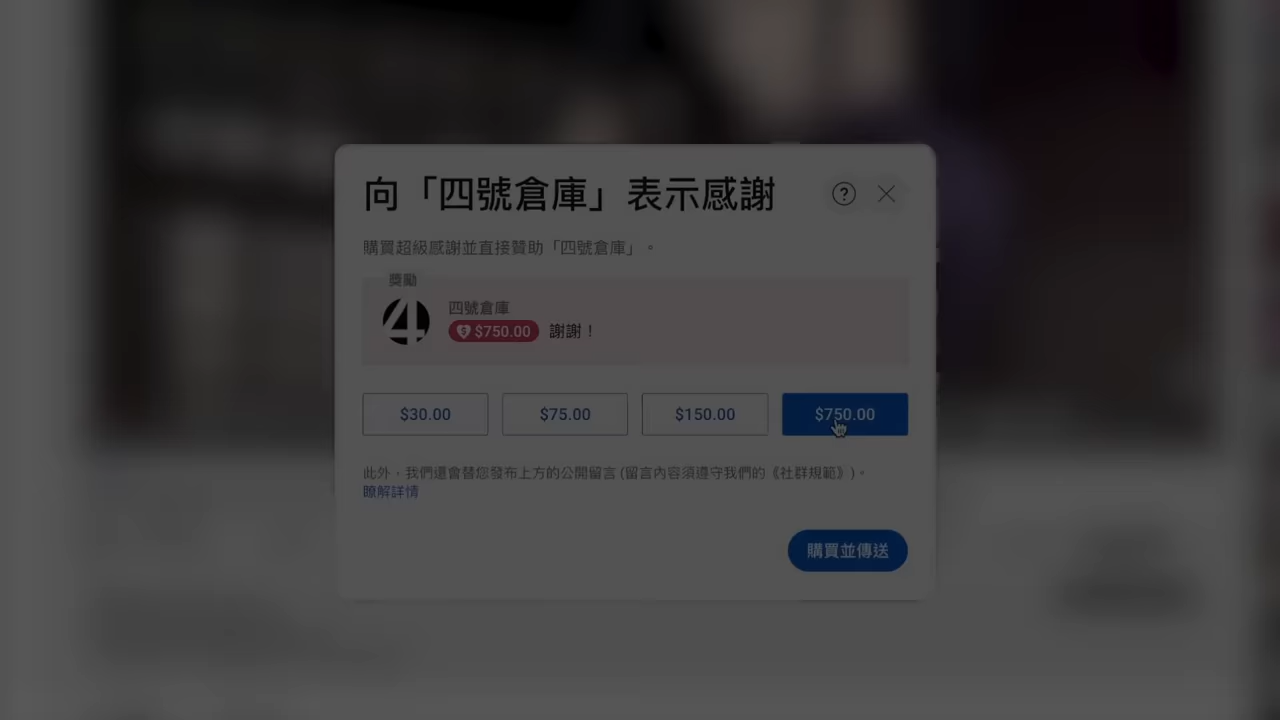 向「四號倉庫」表示感謝
購買超級感謝並直接贊助「四號倉庫」。
獎勵
四號倉庫
$750.00 謝謝！
$30.00 $75.00 $150.00 $750.00
此外，我們還會替您發布上方的公開留言 (留言內容須遵守我們的《社群規範》)。
瞭解詳情
購買並傳送